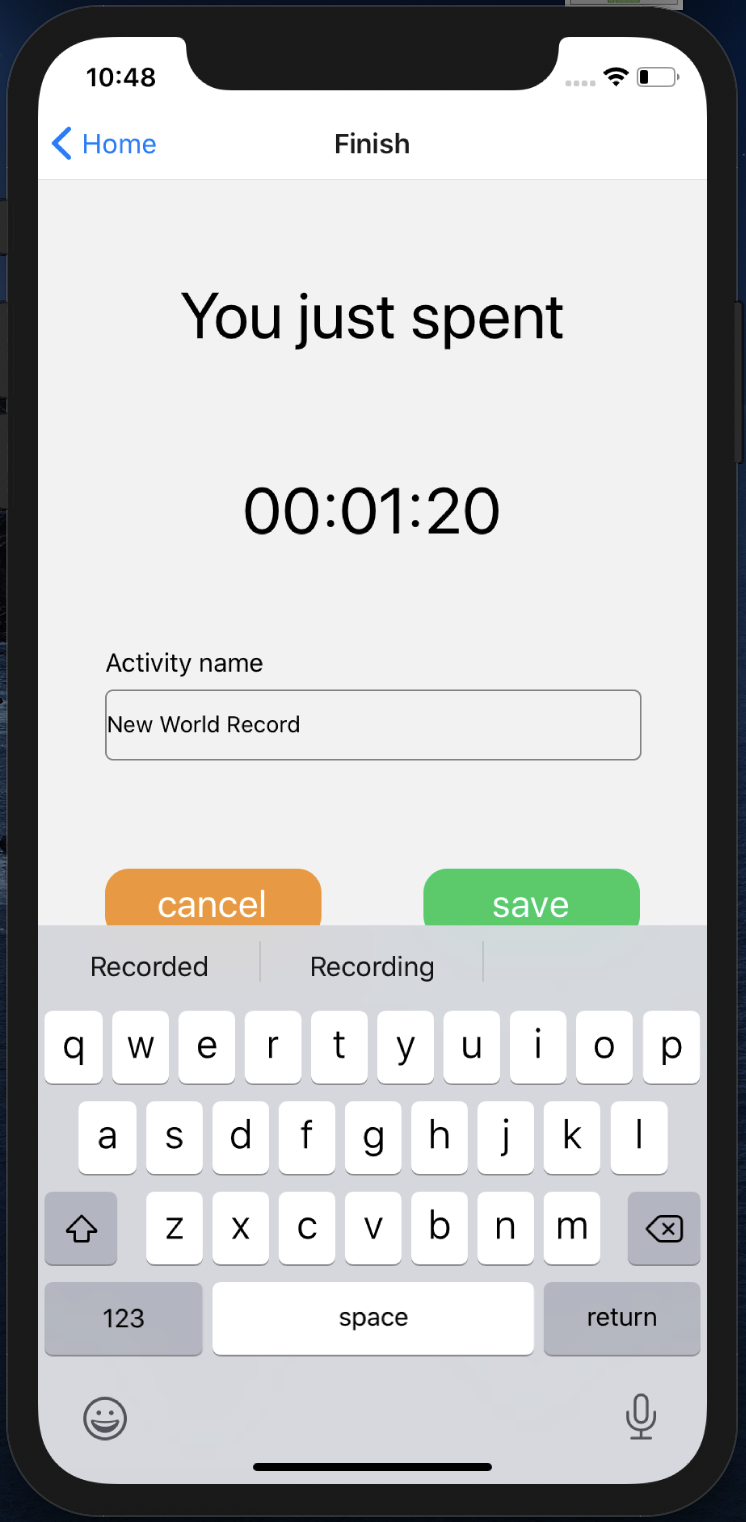 10:48
Home Finish
You just spent
00:01:20
Activity name
New World Record
cancel save
Recorded Recording
q w e r t y u i o p
a s d f g h j k l
z x c v b n m
123 space return